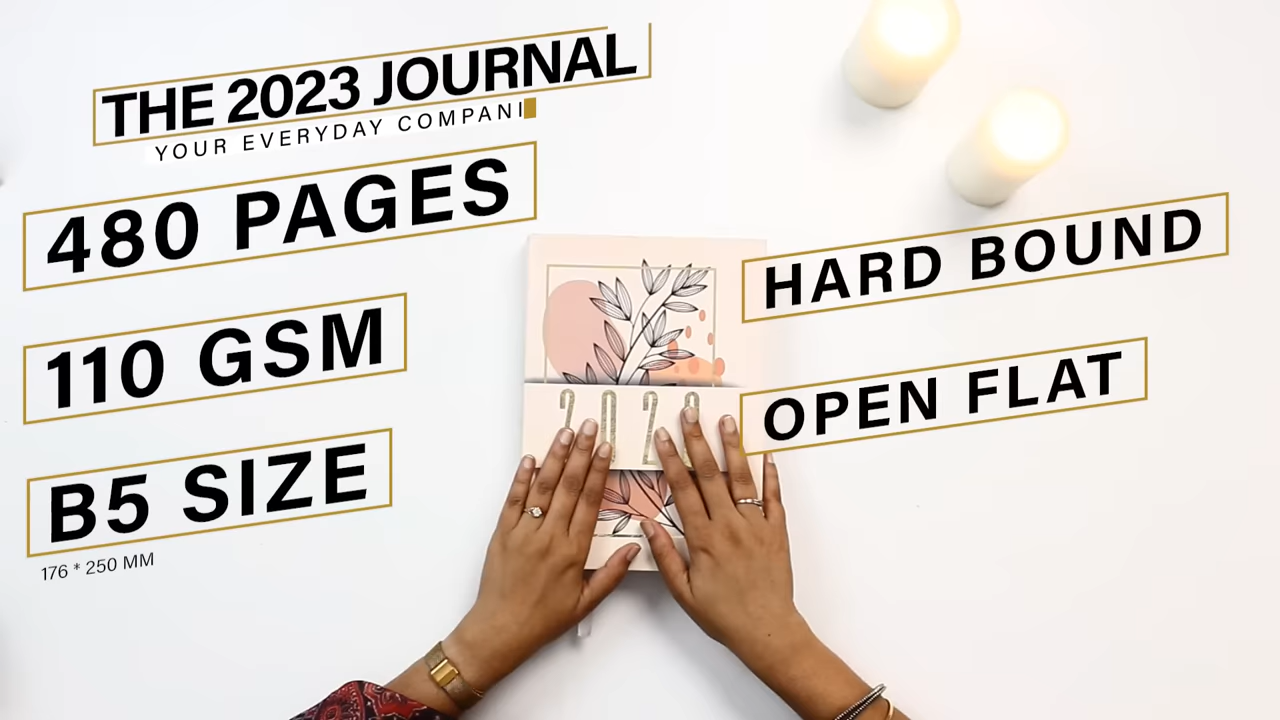 THE 2023 JOURNAL
YOUR EVERYDAY COMPANI
480 PAGES
110 GSM
B5 SIZE
176 * 250 MM
HARD BOUND
OPEN FLAT